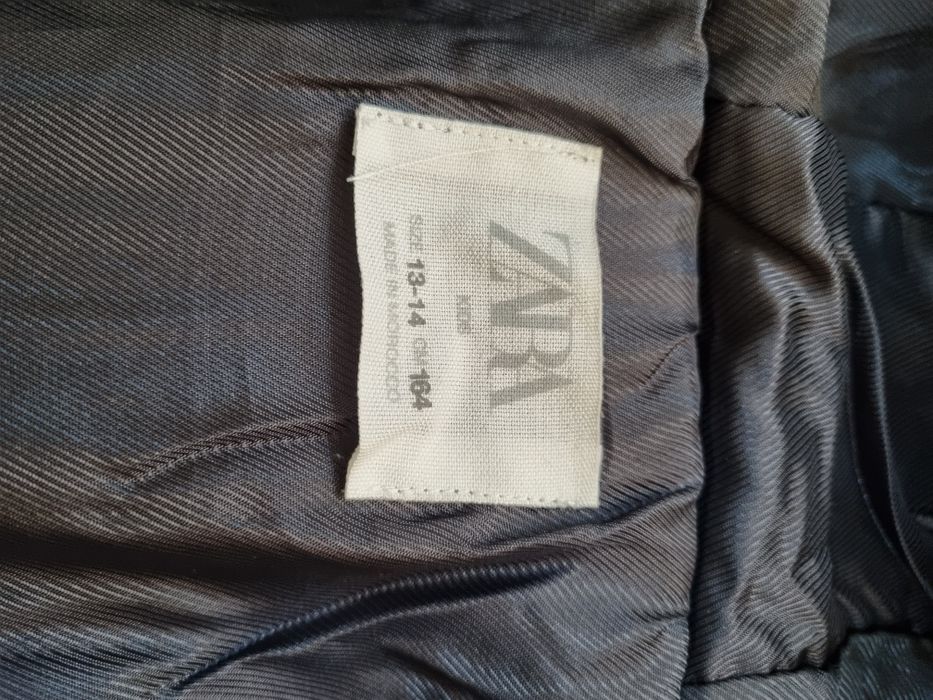 ZARA
KIDS
SIZE 13-14 CM 164
MADE IN MOROCCO